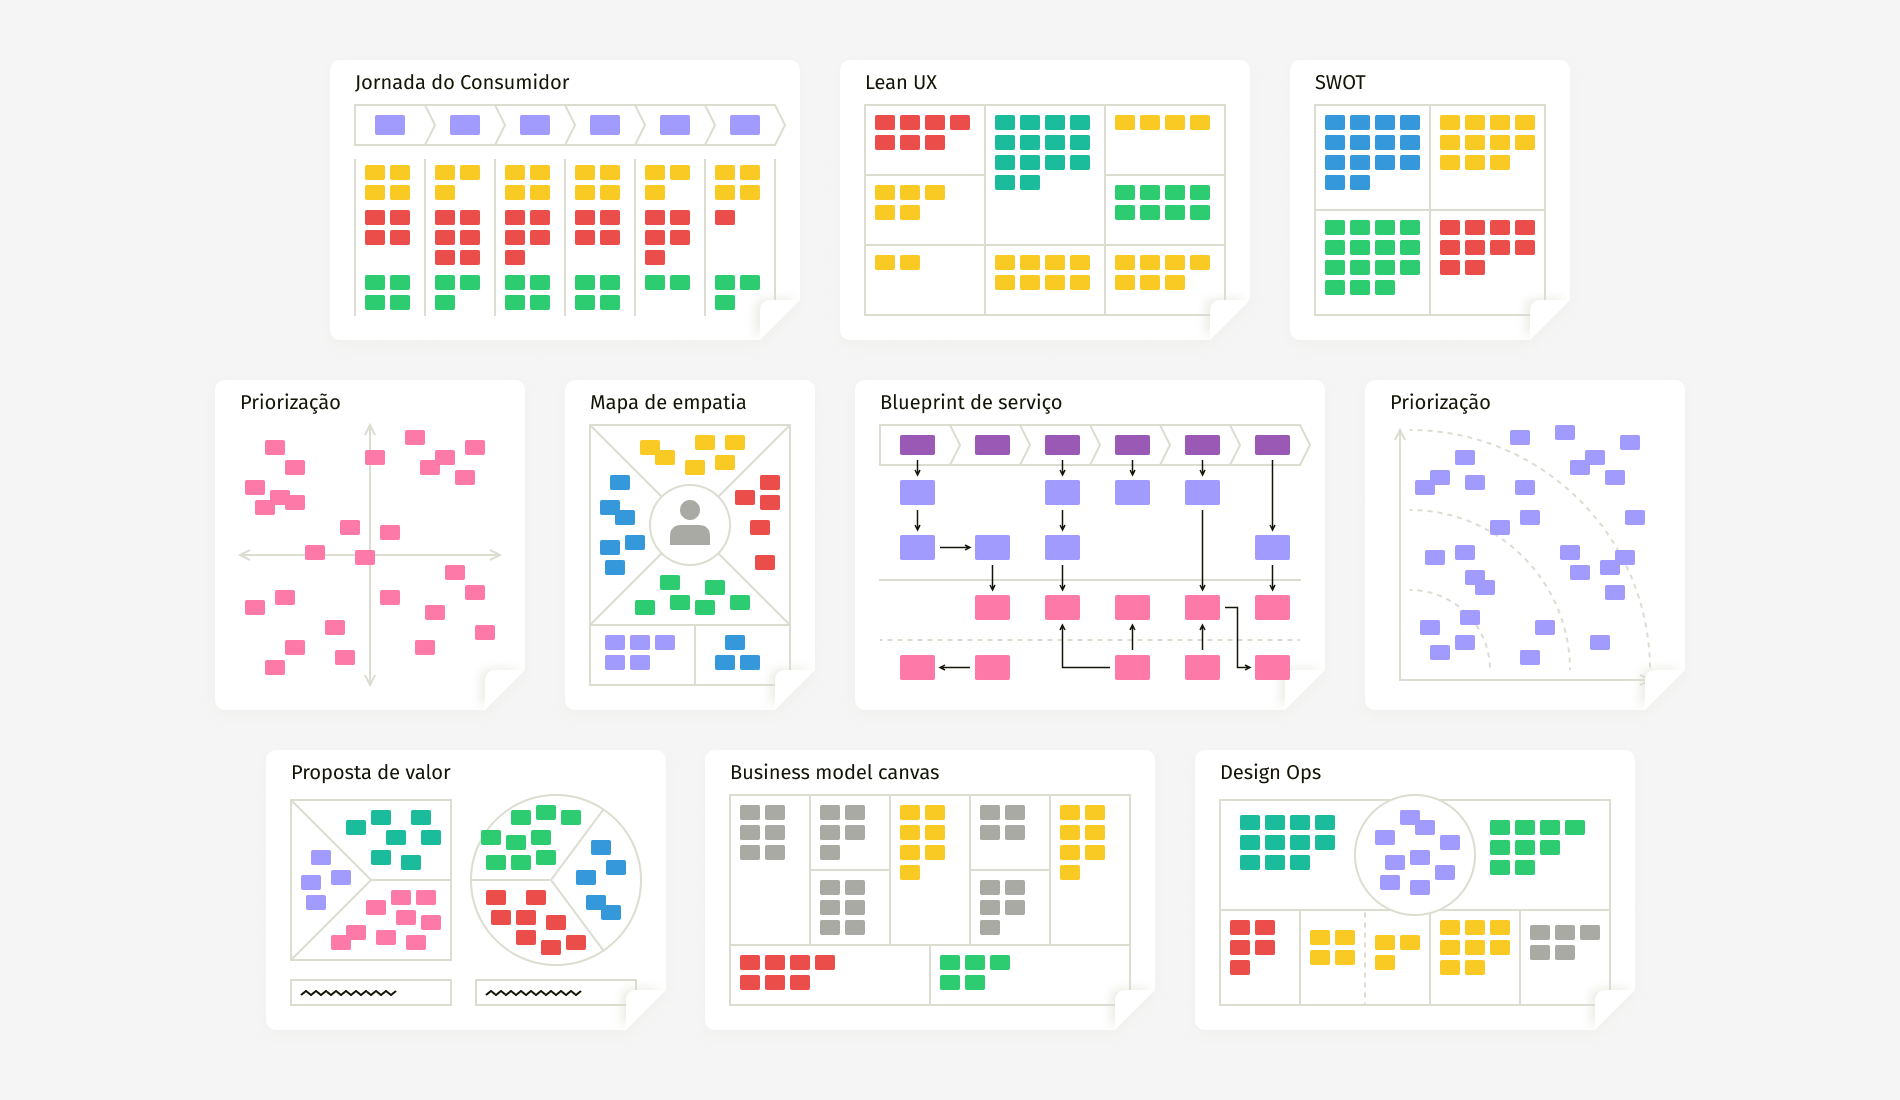 Jornada do Consumidor
Lean UX
SWOT
Priorização
Mapa de empatia
Blueprint de serviço
Priorização
Proposta de valor
Business model canvas
Design Ops